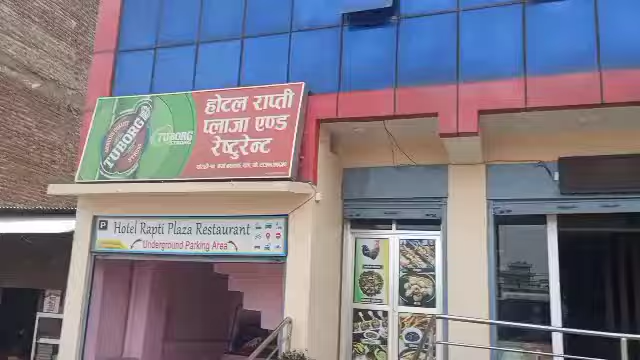 होटल राप्ती
प्लाजा एण्ड
रेष्टुरेन्ट
TUBORG
TUBORG
P
Hotel Rapti Plaza Restaurant
Underground Parking Area